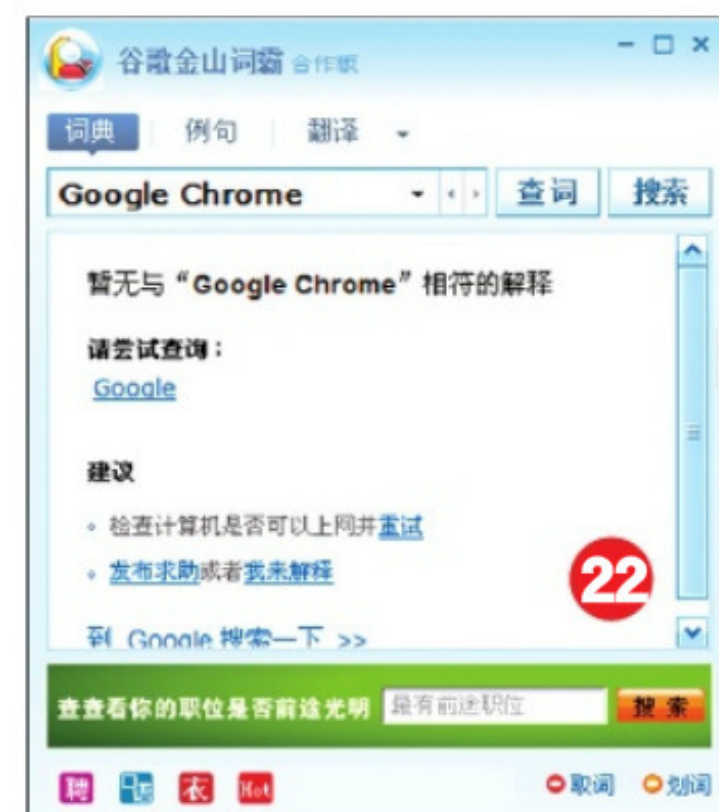 谷歌金山词霸 合作版
词典 例句 翻译
Google Chrome 查词 搜索
暂无与“Google Chrome”相符的解释
请尝试查询：
Google
建议
检查计算机是否可以上网并重试
发布求助或者我来解释
22
到 Google 搜索一下 >>
查查看你的职位是否前途光明 最有前途职位 搜索
聘 衣 Hot 取词 划词